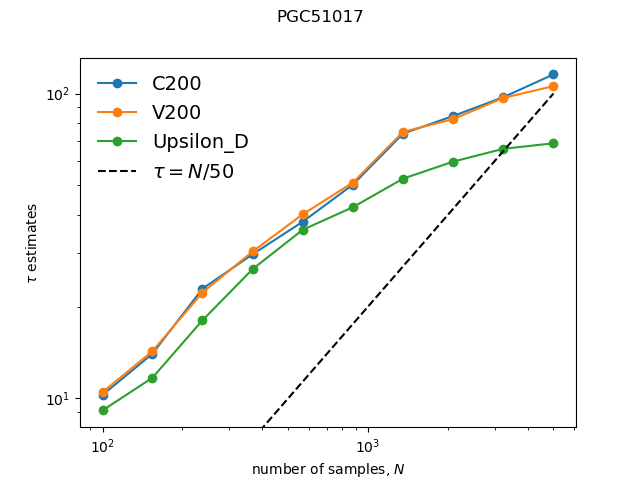 PGC51017
C200
V200
Upsilon_D
τ = N/50
τ estimates
10²
10¹
10²
10³
number of samples, N